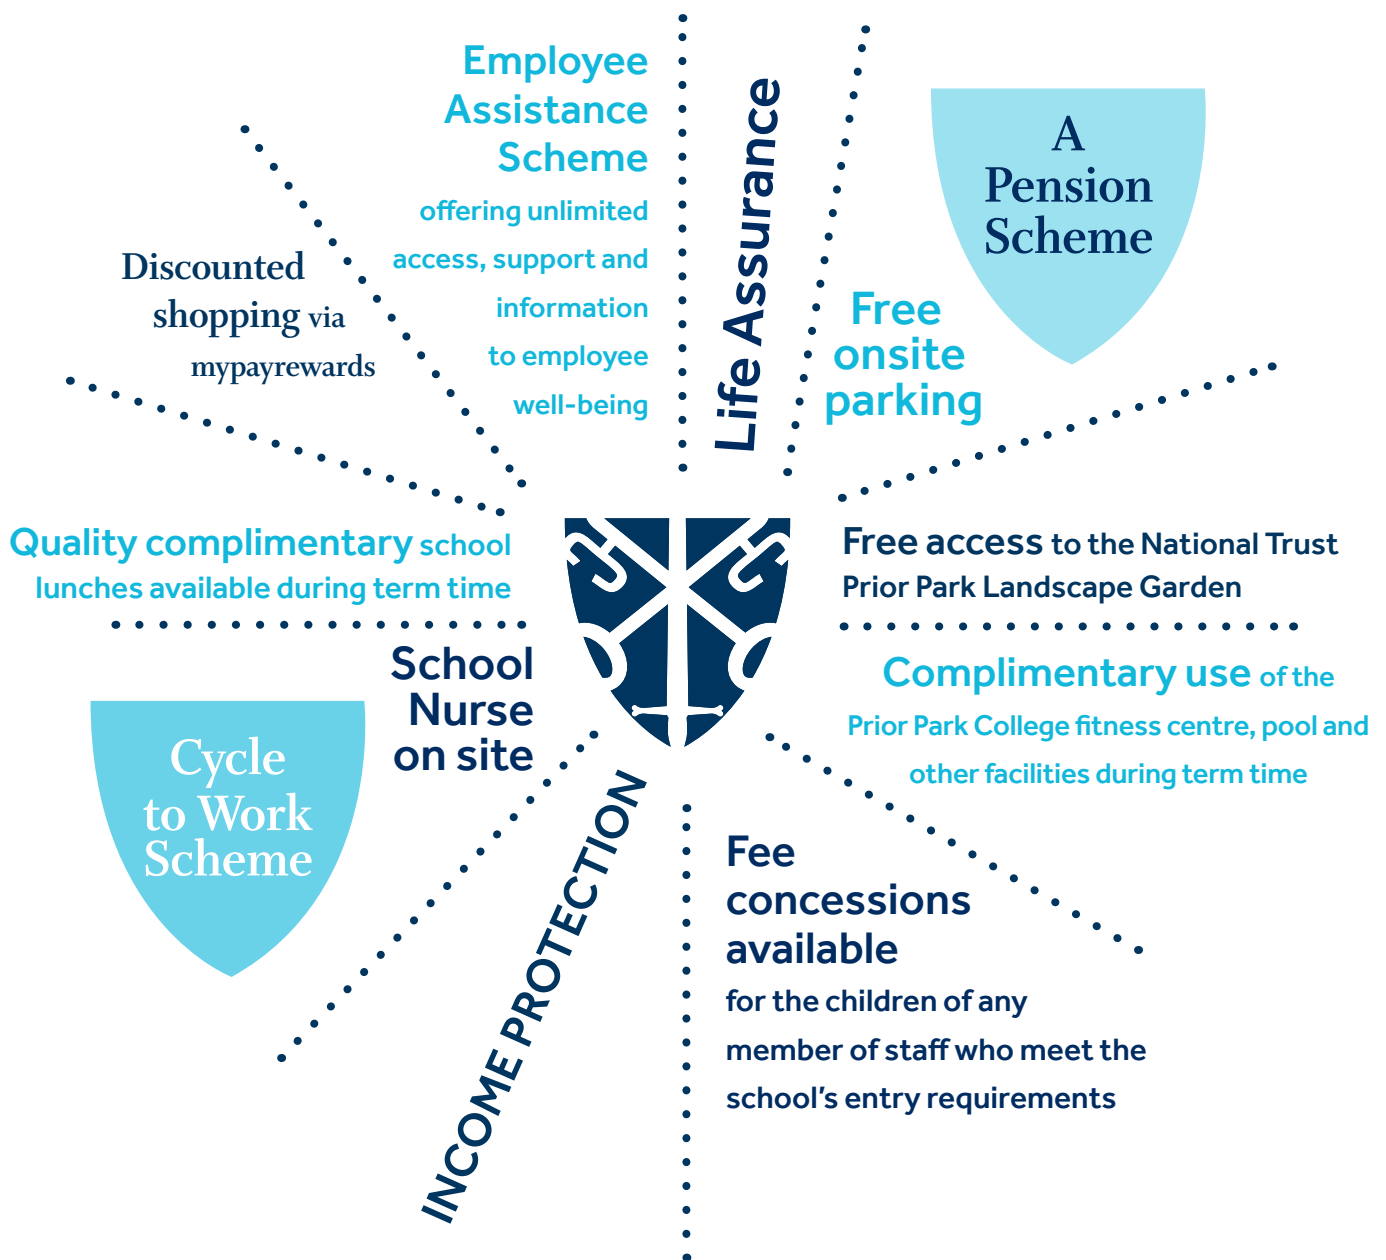 Employee
Assistance
Scheme
offering unlimited
access, support and
information
to employee
well-being
Life Assurance
A
Pension
Scheme
Free
onsite
parking
Discounted
shopping via
mypayrewards
Quality complimentary school
lunches available during term time
Free access to the National Trust
Prior Park Landscape Garden
School
Nurse
on site
Complimentary use of the
Prior Park College fitness centre, pool and
other facilities during term time
Cycle
to Work
Scheme
INCOME PROTECTION
Fee
concessions
available
for the children of any
member of staff who meet the
school’s entry requirements